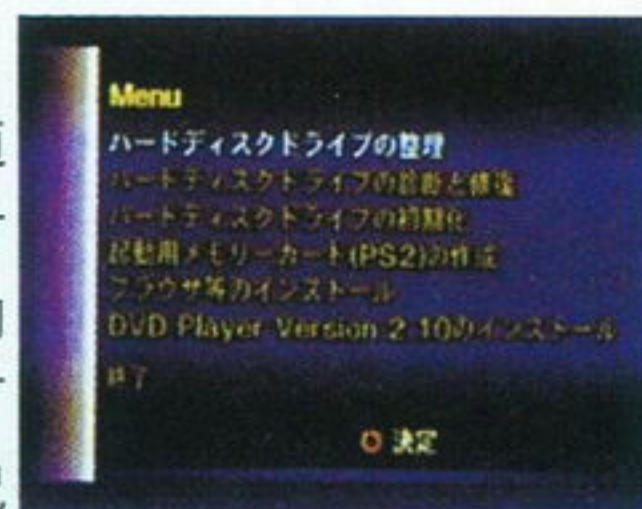 Menu
ハードディスクドライブの整理
ハードディスクドライブの診断と修復
ハードディスクドライブの初期化
起動用メモリーカード(PS2)の作成
ブラウザ等のインストール
DVD Player Version 2.10のインストール
終了
決定